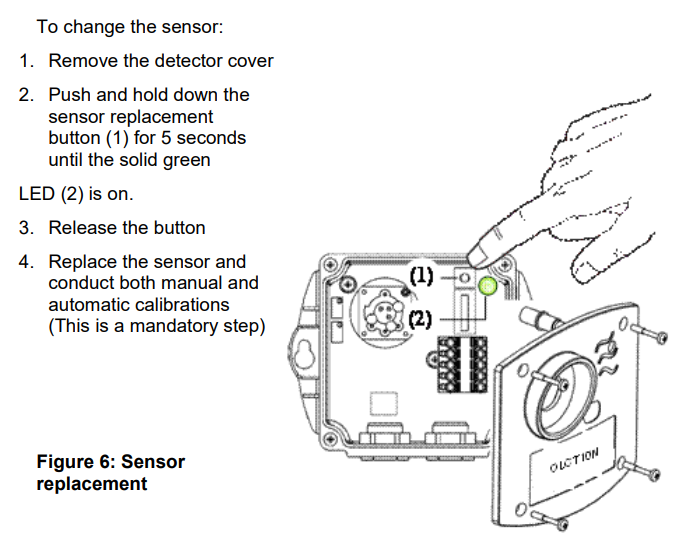 To change the sensor:
1. Remove the detector cover
2. Push and hold down the
sensor replacement
button (1) for 5 seconds
until the solid green
LED (2) is on.
3. Release the button
4. Replace the sensor and
conduct both manual and
automatic calibrations
(This is a mandatory step)
(1)
(2)
Figure 6: Sensor
replacement